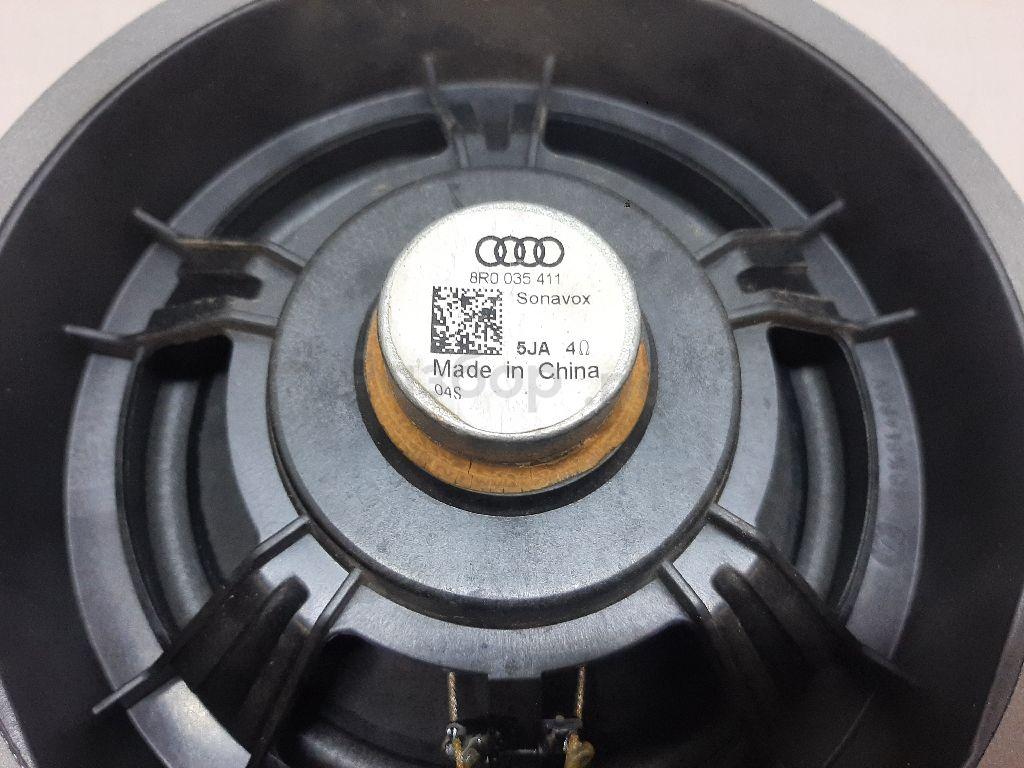 8R0 035 411
Sonavox
5JA 4Ω
Made in China
04S